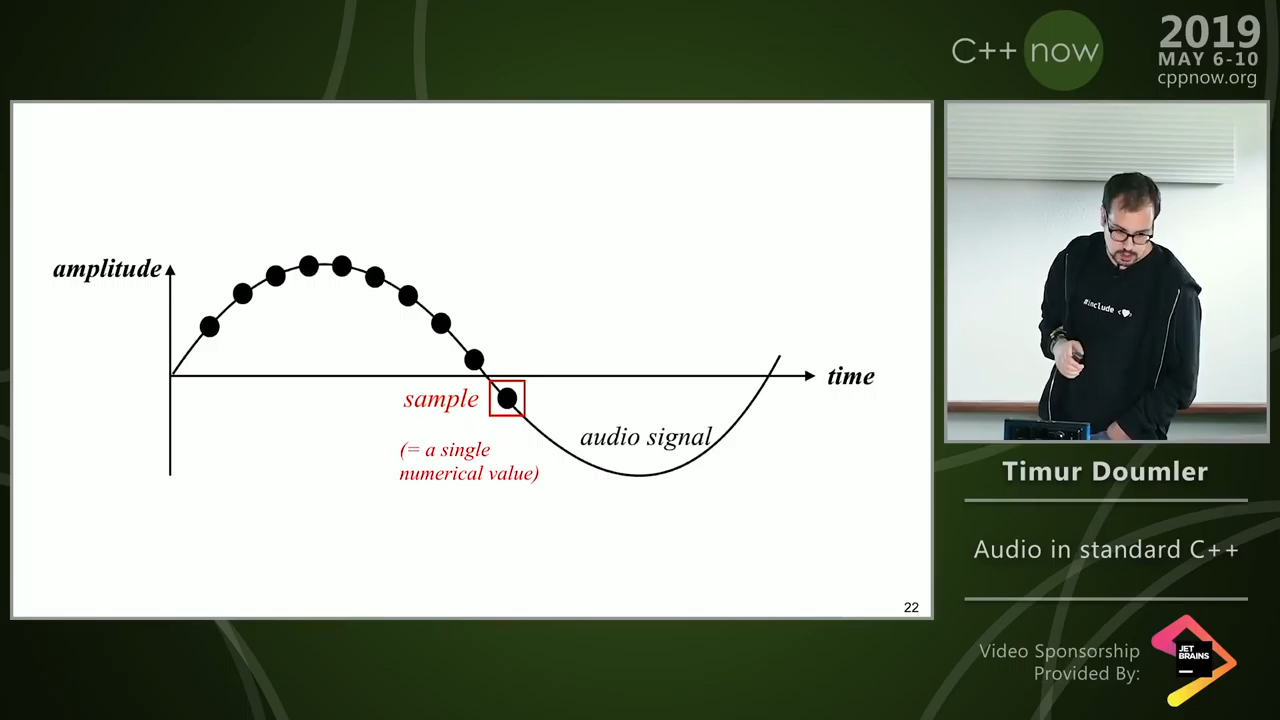 C++ now
2019
MAY 6-10
cppnow.org
amplitude
time
sample
(= a single
numerical value)
audio signal
22
#include <♥>
Timur Doumler
Audio in standard C++
Video Sponsorship
Provided By:
JET
BRAINS